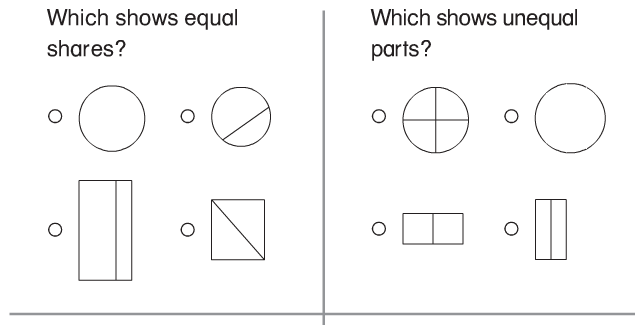 Which shows equal
shares?
Which shows unequal
parts?